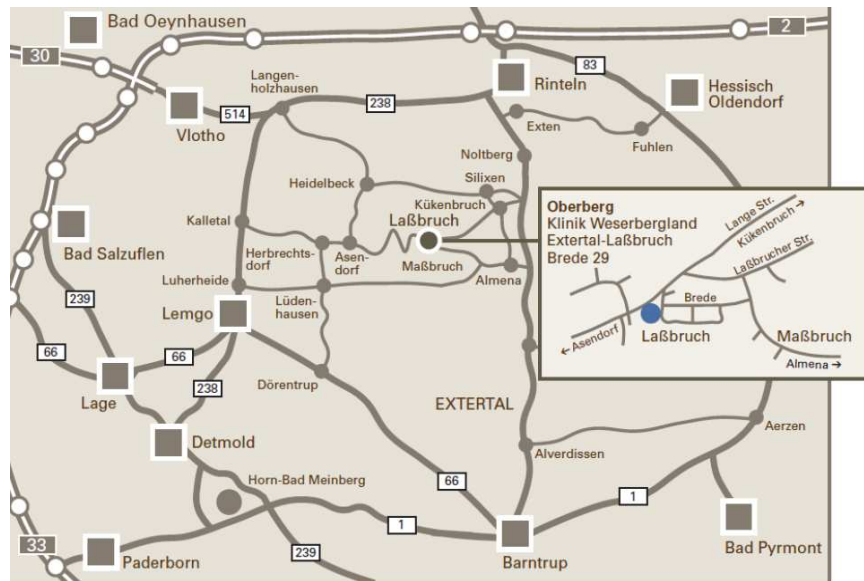 Bad Oeynhausen
2
30
Vlotho
514
Langen-
holzhausen
238
Rinteln
83
Hessisch
Oldendorf
Exten
Fuhlen
Noltberg
Heidelbeck
Silixen
Kükenbruch
Laßbruch
Kalletal
Bad Salzuflen
Herbrechts-
dorf
Asen-
dorf
Maßbruch
Almena
Luherheide
Lüden-
hausen
239
Lemgo
66
66
238
Lage
Dörentrup
EXTERTAL
Detmold
Alverdissen
Aerzen
Horn-Bad Meinberg
66
1
1
33
Paderborn
239
Barntrup
Bad Pyrmont
Oberberg
Klinik Weserbergland
Extertal-Laßbruch
Brede 29
Lange Str.
Kükenbruch →
Laßbrucher Str.
Brede
Laßbruch
Maßbruch
← Asendorf
Almena →